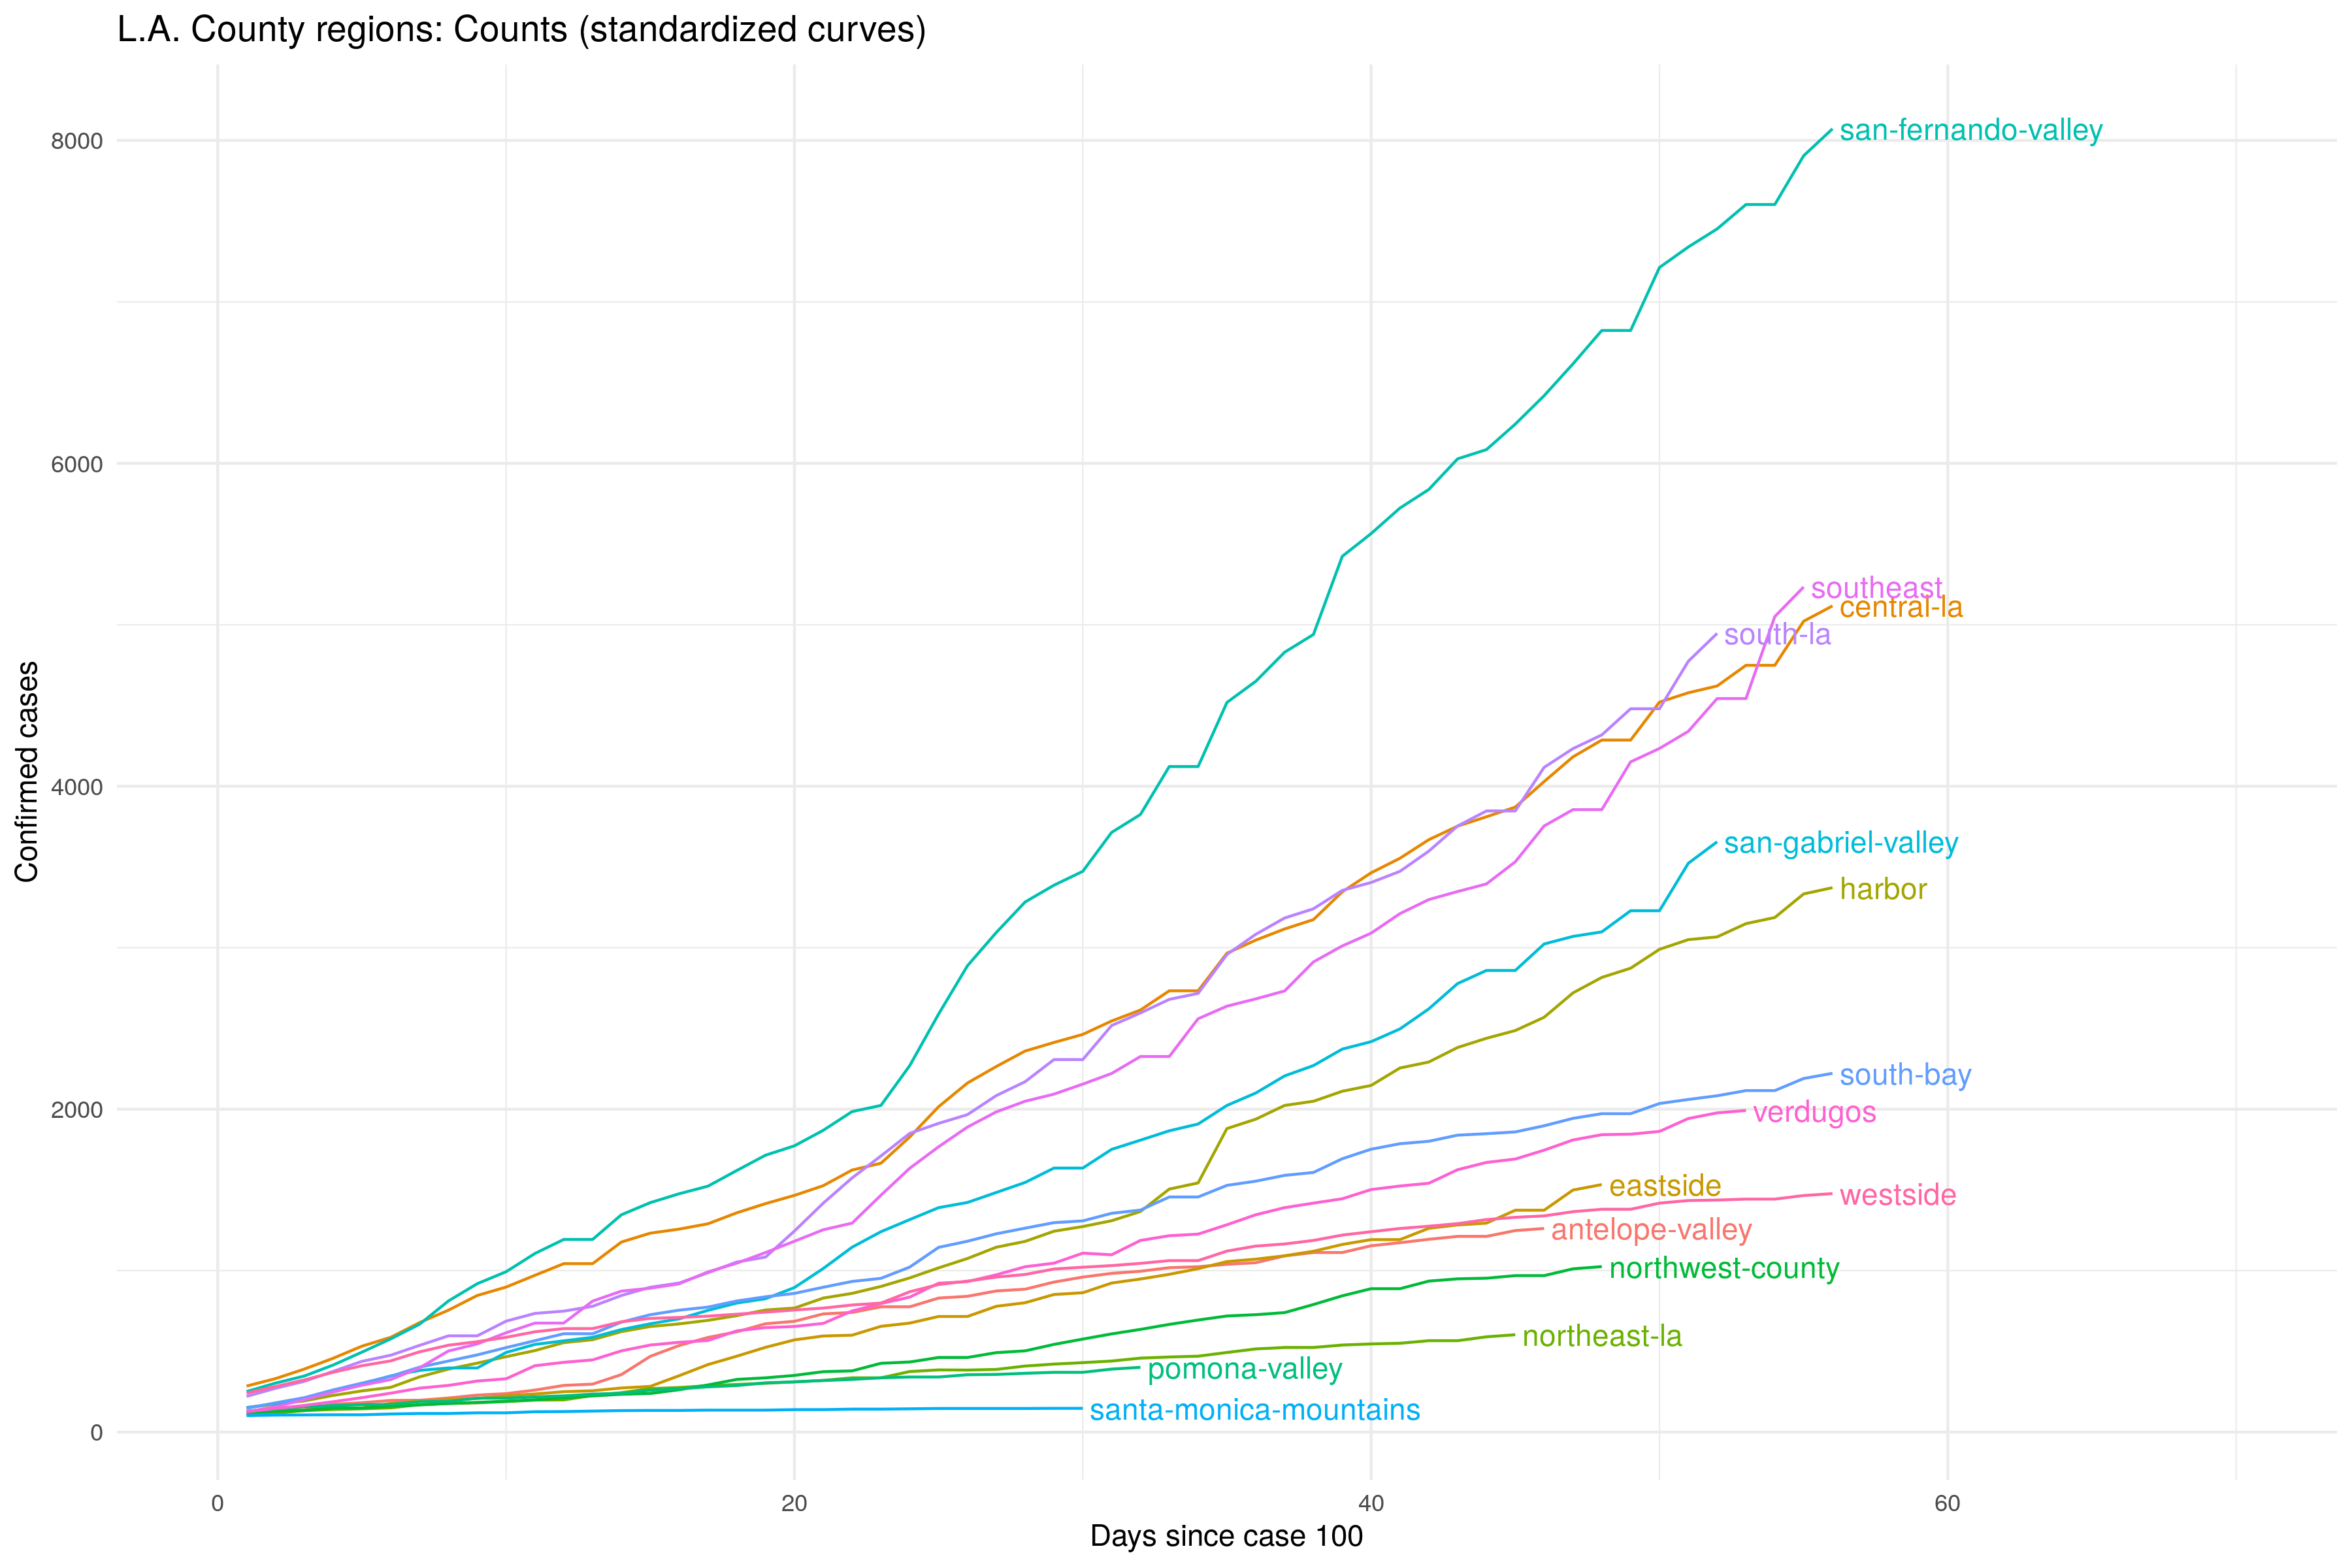 L.A. County regions: Counts (standardized curves)
8000
6000
4000
2000
0
Confirmed cases
san-fernando-valley
southeast
central-la
south-la
san-gabriel-valley
harbor
south-bay
verdugos
eastside
westside
antelope-valley
northwest-county
northeast-la
pomona-valley
santa-monica-mountains
0
20
40
60
Days since case 100